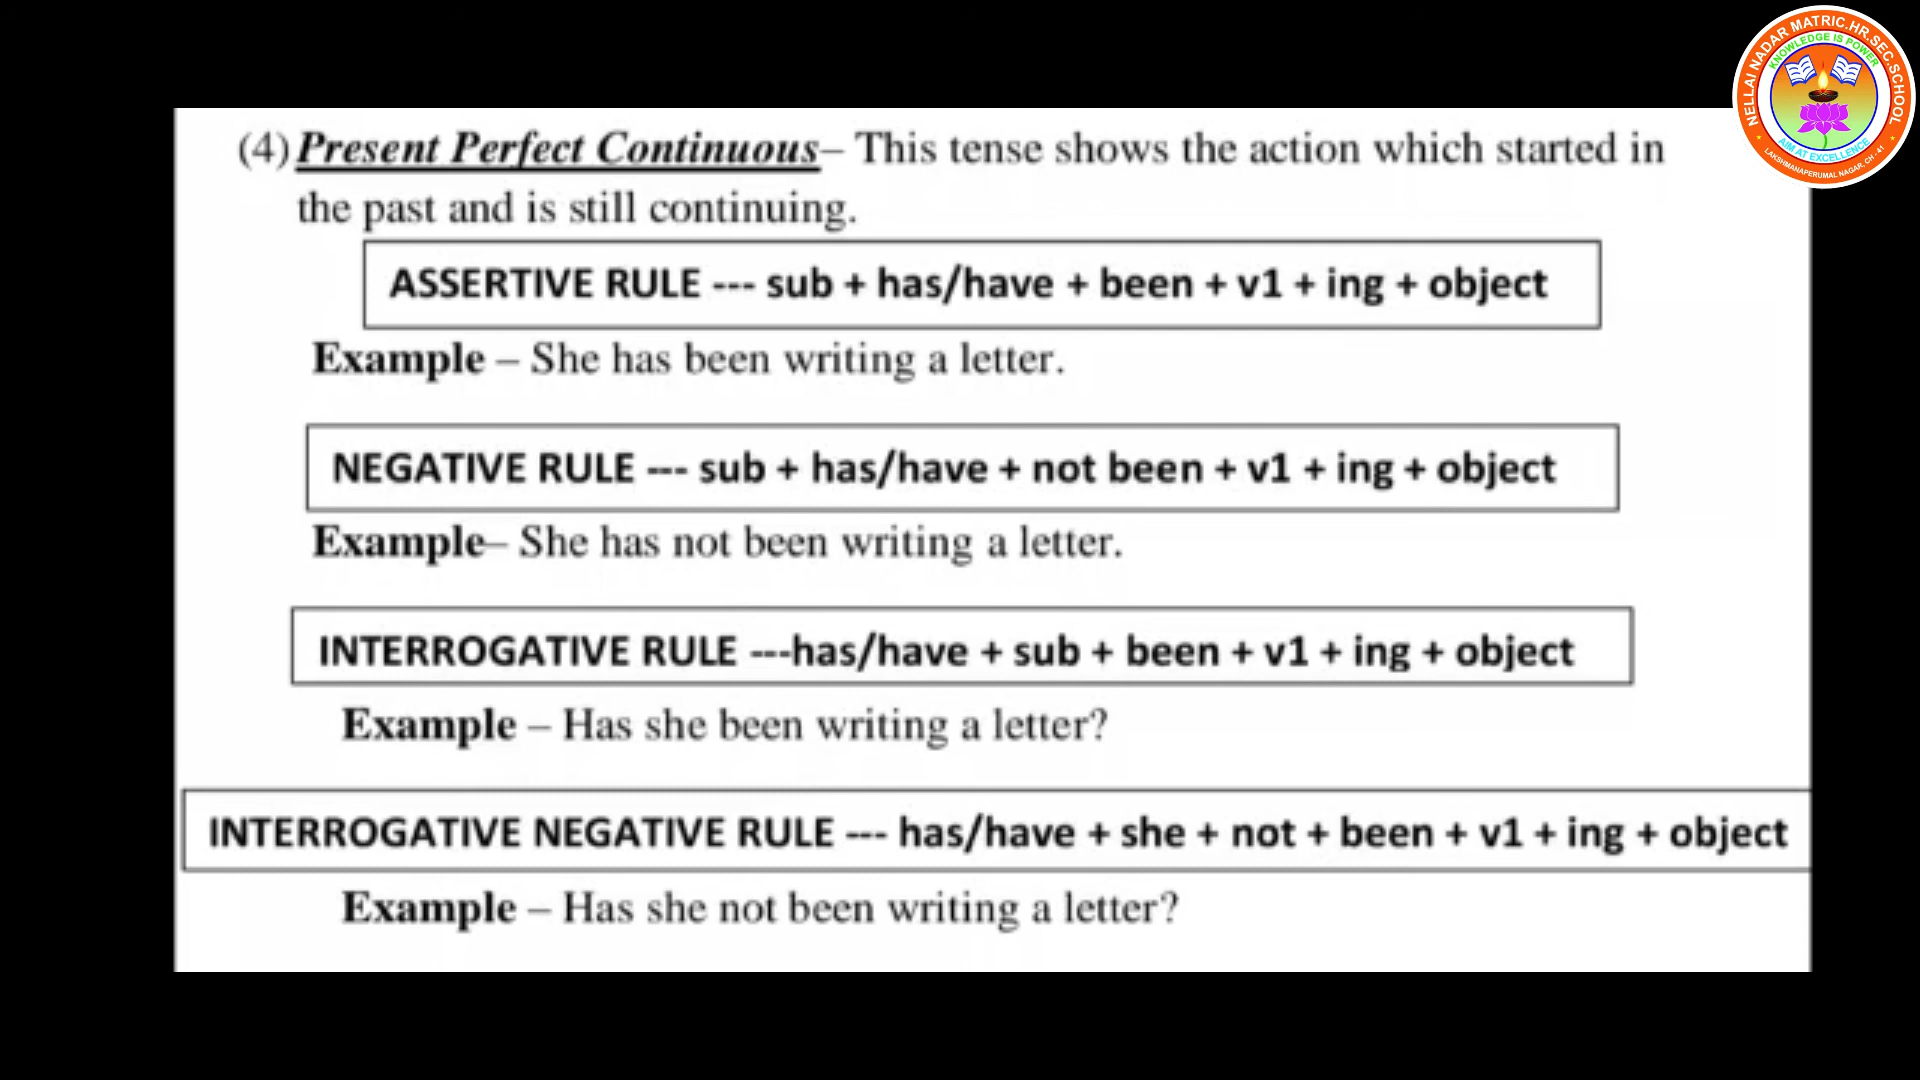 (4) Present Perfect Continuous– This tense shows the action which started in
the past and is still continuing.
ASSERTIVE RULE --- sub + has/have + been + v1 + ing + object
Example – She has been writing a letter.
NEGATIVE RULE --- sub + has/have + not been + v1 + ing + object
Example– She has not been writing a letter.
INTERROGATIVE RULE ---has/have + sub + been + v1 + ing + object
Example – Has she been writing a letter?
INTERROGATIVE NEGATIVE RULE --- has/have + she + not + been + v1 + ing + object
Example – Has she not been writing a letter?
NELLAI NADAR MATRIC.HR.SEC.SCHOOL
KNOWLEDGE IS POWER
AIM AT EXCELLENCE
LAKSHMANAPERUMAL NAGAR, CH - 41